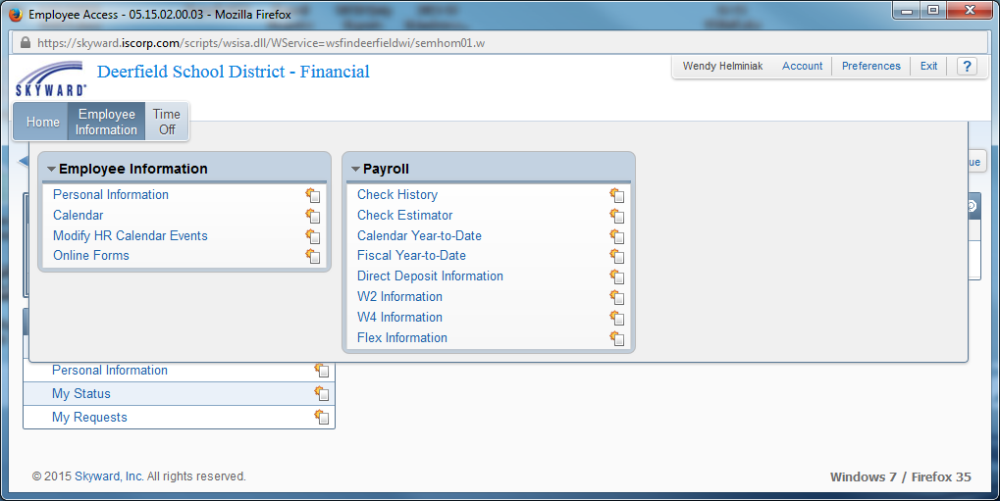 Employee Access - 05.15.02.00.03 - Mozilla Firefox
https://skyward.iscorp.com/scripts/wsisa.dll/WService=wsfindeerfieldwi/semhom01.w
SKYWARD
Deerfield School District - Financial
Wendy Helminiak Account Preferences Exit ?
Home
Employee Information
Time Off
ue
Employee Information
Personal Information
Calendar
Modify HR Calendar Events
Online Forms
Payroll
Check History
Check Estimator
Calendar Year-to-Date
Fiscal Year-to-Date
Direct Deposit Information
W2 Information
W4 Information
Flex Information
Personal Information
My Status
My Requests
© 2015 Skyward, Inc. All rights reserved.
Windows 7 / Firefox 35